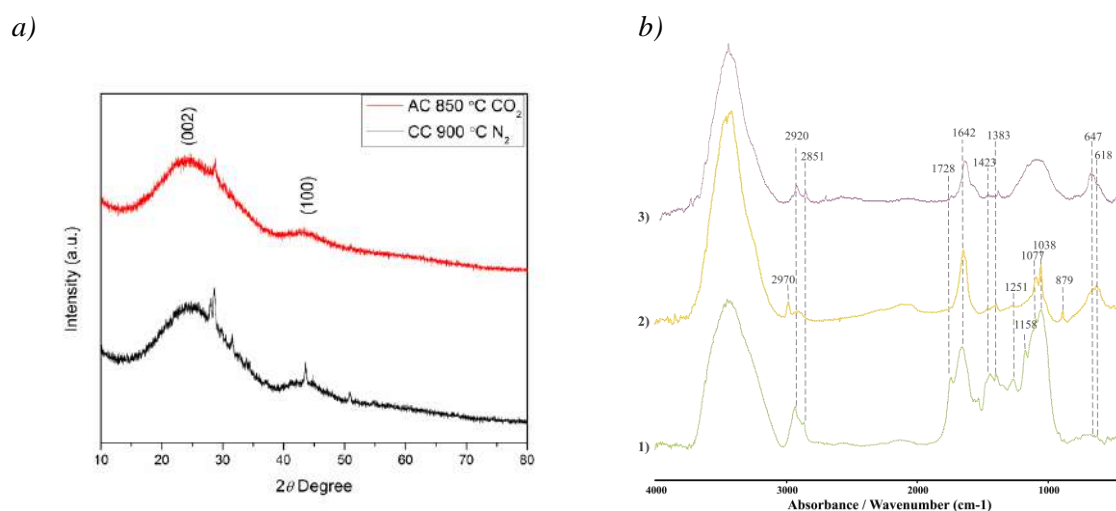 a)
b)
AC 850 °C CO2
CC 900 °C N2
(002)
(100)
Intensity (a.u.)
10 20 30 40 50 60 70 80
2θ Degree
2920
2851
1642
1383
1728
1423
647
618
3)
2970
1251
1077
1038
879
2)
1158
1)
4000 3000 2000 1000
Absorbance / Wavenumber (cm-1)